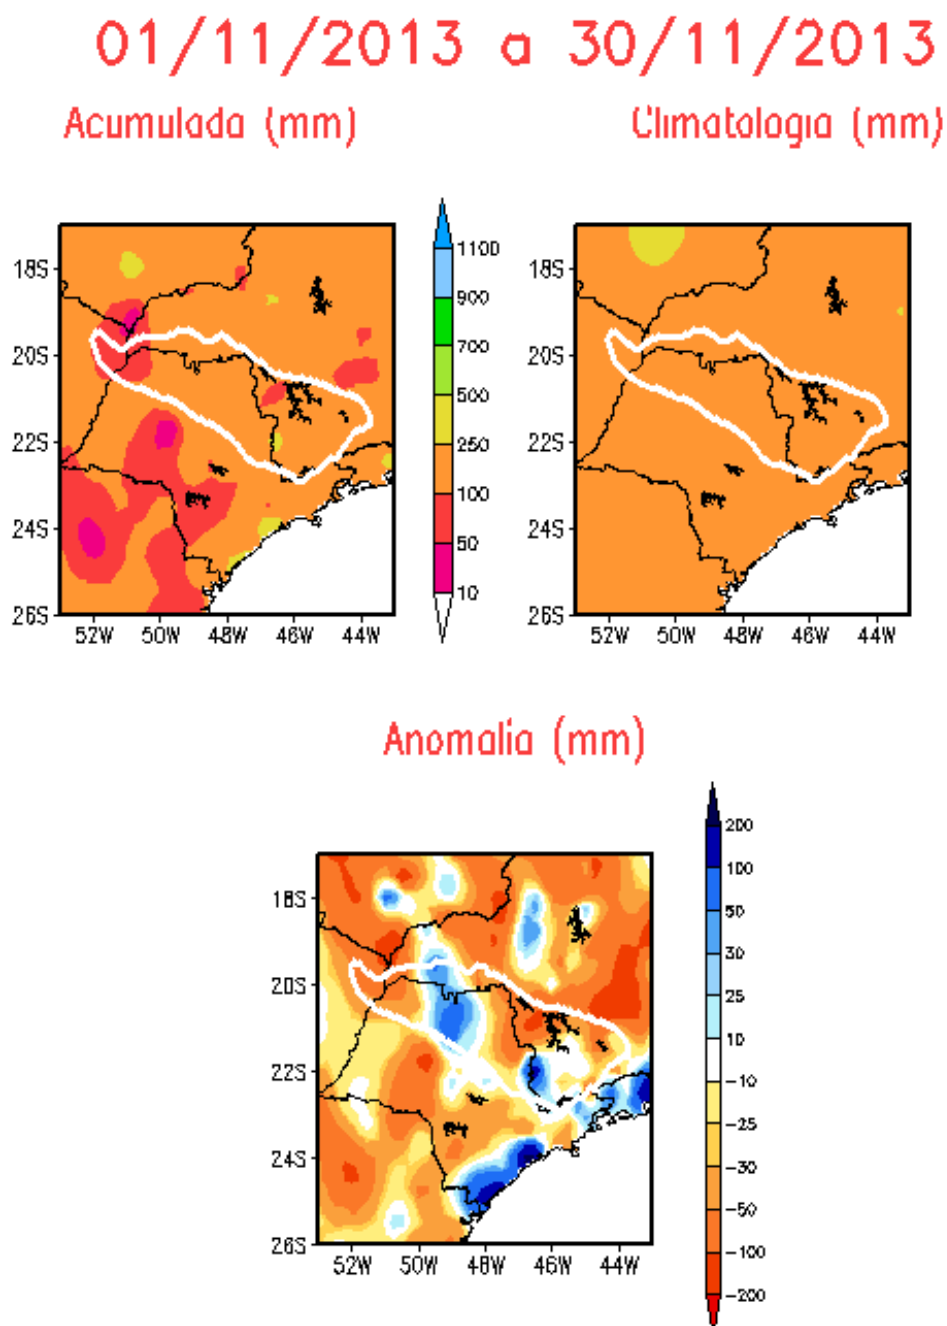 01/11/2013 a 30/11/2013
Acumulada (mm)
Climatologia (mm)
18S
20S
22S
24S
26S
52W 50W 48W 46W 44W
1100
900
700
500
250
100
50
10
18S
20S
22S
24S
26S
52W 50W 48W 46W 44W
Anomalia (mm)
18S
20S
22S
24S
26S
52W 50W 48W 46W 44W
200
100
50
30
25
10
-10
-25
-30
-50
-100
-200